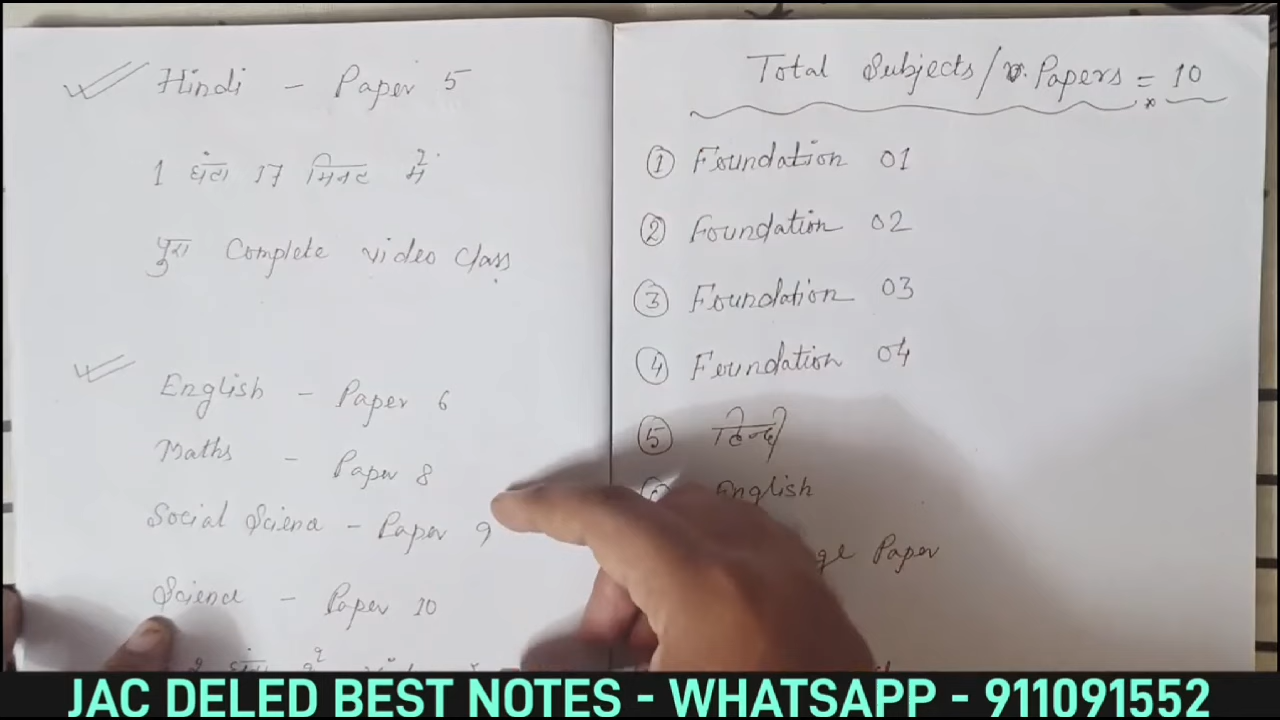 Hindi - Paper 5
1 घंटा 17 मिनट में
पुरा Complete video Class
English - Paper 6
Maths - Paper 8
Social Science - Paper 9
Science - Paper 10
Total Subjects / Papers = 10
① Foundation 01
② Foundation 02
③ Foundation 03
④ Foundation 04
⑤ हिन्दी
English
Paper
JAC DELED BEST NOTES - WHATSAPP - 911091552